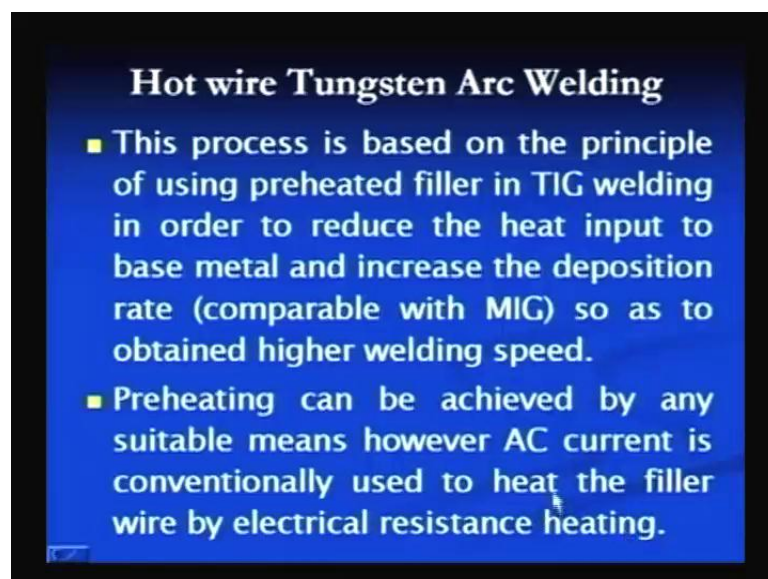 Hot wire Tungsten Arc Welding
This process is based on the principle
of using preheated filler in TIG welding
in order to reduce the heat input to
base metal and increase the deposition
rate (comparable with MIG) so as to
obtained higher welding speed.
Preheating can be achieved by any
suitable means however AC current is
conventionally used to heat the filler
wire by electrical resistance heating.